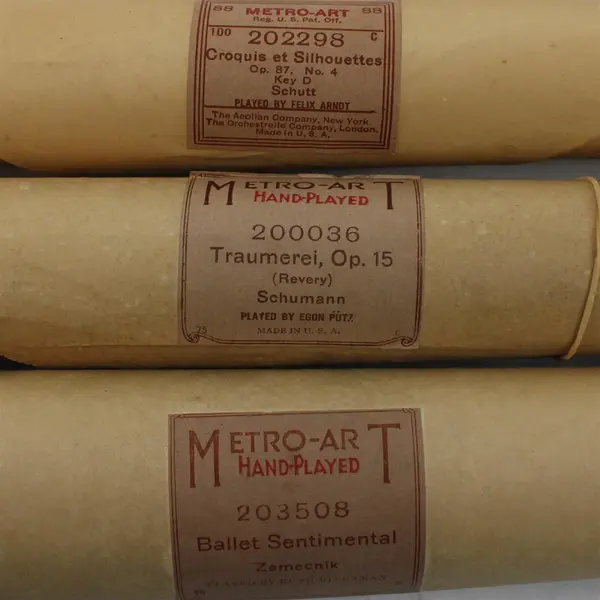 88 METRO-ART 88
Reg. U. S. Pat. Off.
100 202298 C
Croquis et Silhouettes
Op. 87, No. 4
Key D
Schutt
PLAYED BY FELIX ARNDT
The Aeolian Company, New York
The Orchestrelle Company, London.
Made in U. S. A.
METRO-ART
HAND-PLAYED
200036
Traumerei, Op. 15
(Revery)
Schumann
PLAYED BY EGON PÜTZ
75 MADE IN U. S. A. C
METRO-ART
HAND-PLAYED
203508
Ballet Sentimental
Zamecnik